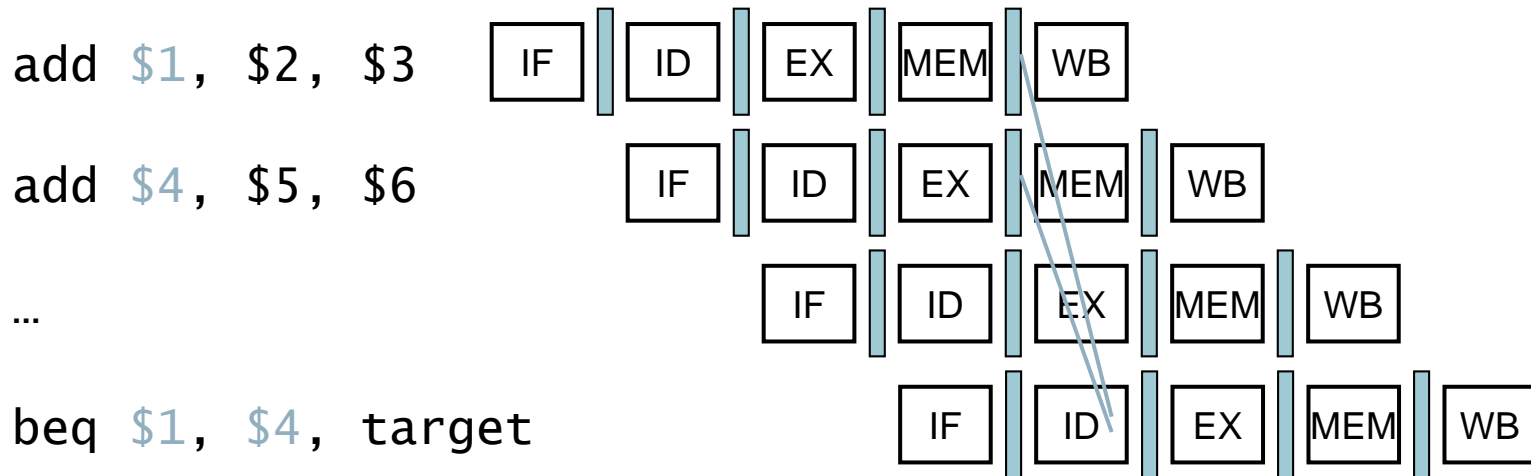 add $1, $2, $3 IF ID EX MEM WB
add $4, $5, $6 IF ID EX MEM WB
… IF ID EX MEM WB
beq $1, $4, target IF ID EX MEM WB